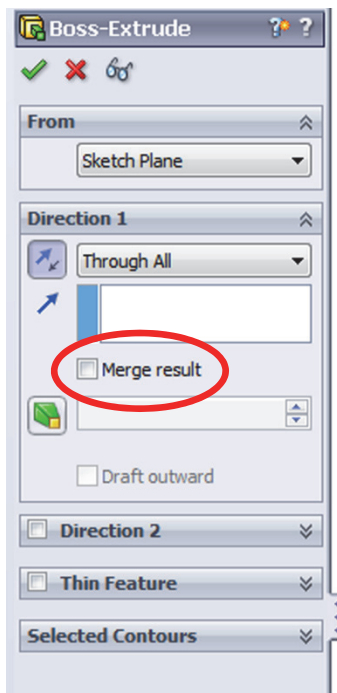 Boss-Extrude ? ?
From
Sketch Plane
Direction 1
Through All
Merge result
Draft outward
Direction 2
Thin Feature
Selected Contours